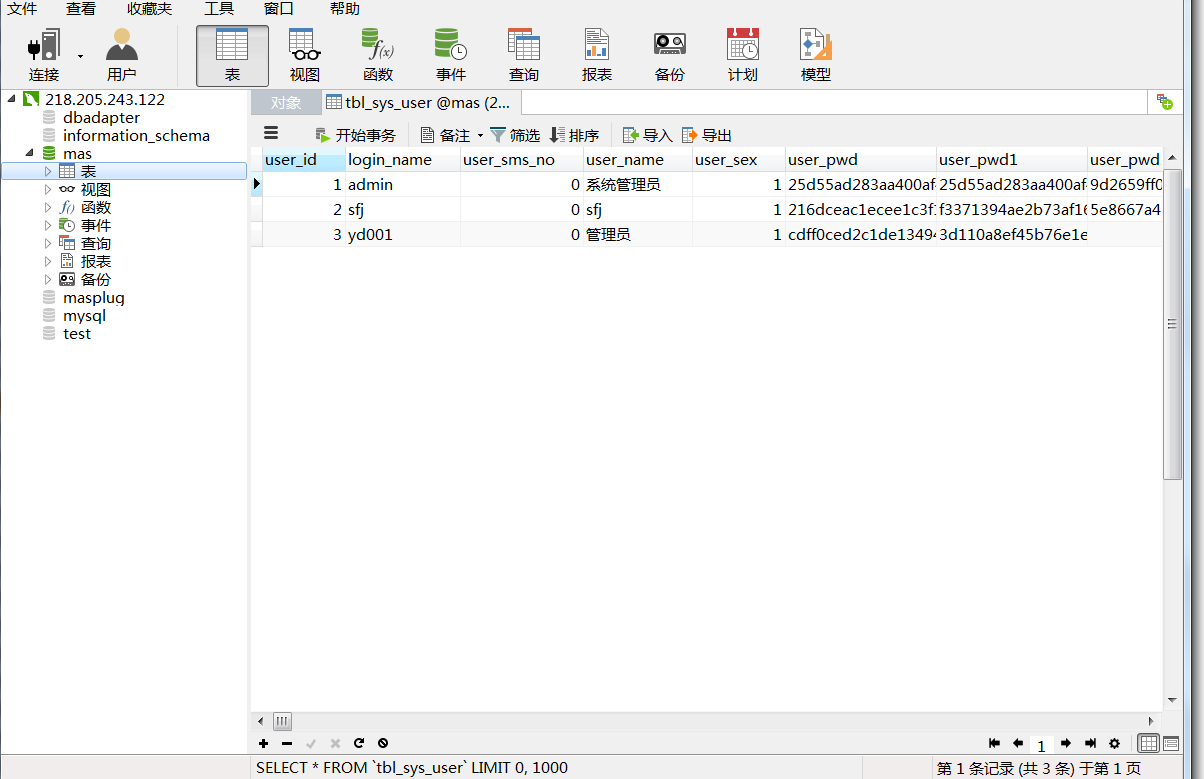 文件 查看 收藏夹 工具 窗口 帮助
连接 用户 表 视图 函数 事件 查询 报表 备份 计划 模型
218.205.243.122
dbadapter
information_schema
mas
表
视图
函数
事件
查询
报表
备份
masplug
mysql
test
对象 tbl_sys_user @mas (2...
开始事务 备注 筛选 排序 导入 导出
user_id login_name user_sms_no user_name user_sex user_pwd user_pwd1 user_pwd
1 admin 0 系统管理员 1 25d55ad283aa400af 25d55ad283aa400af 9d2659ff0
2 sfj 0 sfj 1 216dceac1ecee1c3f1 f3371394ae2b73af16 5e8667a4
3 yd001 0 管理员 1 cdff0ced2c1de13494 3d110a8ef45b76e1e
1
SELECT * FROM `tbl_sys_user` LIMIT 0, 1000 第 1 条记录 (共 3 条) 于第 1 页